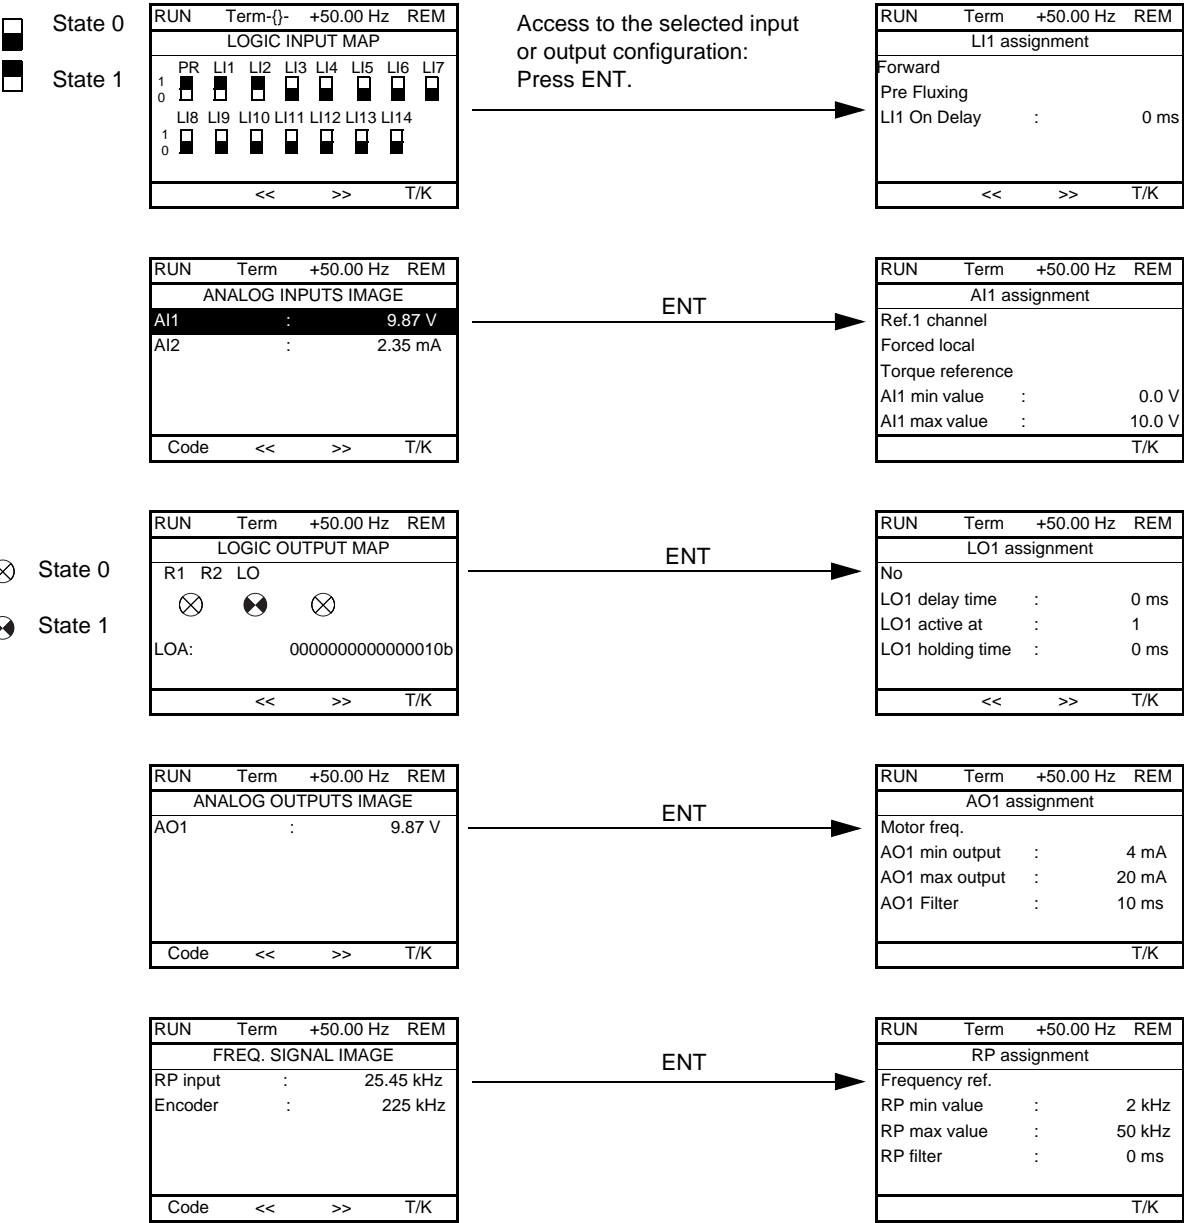 State 0
State 1
RUN Term-{}- +50.00 Hz REM
LOGIC INPUT MAP
PR LI1 LI2 LI3 LI4 LI5 LI6 LI7
1
0
LI8 LI9 LI10 LI11 LI12 LI13 LI14
1
0
<< >> T/K
Access to the selected input
or output configuration:
Press ENT.
RUN Term +50.00 Hz REM
LI1 assignment
Forward
Pre Fluxing
LI1 On Delay : 0 ms
<< >> T/K
RUN Term +50.00 Hz REM
ANALOG INPUTS IMAGE
AI1 : 9.87 V
AI2 : 2.35 mA
Code << >> T/K
ENT
RUN Term +50.00 Hz REM
AI1 assignment
Ref.1 channel
Forced local
Torque reference
AI1 min value : 0.0 V
AI1 max value : 10.0 V
T/K
State 0
State 1
RUN Term +50.00 Hz REM
LOGIC OUTPUT MAP
R1 R2 LO
LOA: 0000000000000010b
<< >> T/K
ENT
RUN Term +50.00 Hz REM
LO1 assignment
No
LO1 delay time : 0 ms
LO1 active at : 1
LO1 holding time : 0 ms
<< >> T/K
RUN Term +50.00 Hz REM
ANALOG OUTPUTS IMAGE
AO1 : 9.87 V
Code << >> T/K
ENT
RUN Term +50.00 Hz REM
AO1 assignment
Motor freq.
AO1 min output : 4 mA
AO1 max output : 20 mA
AO1 Filter : 10 ms
T/K
RUN Term +50.00 Hz REM
FREQ. SIGNAL IMAGE
RP input : 25.45 kHz
Encoder : 225 kHz
Code << >> T/K
ENT
RUN Term +50.00 Hz REM
RP assignment
Frequency ref.
RP min value : 2 kHz
RP max value : 50 kHz
RP filter : 0 ms
T/K